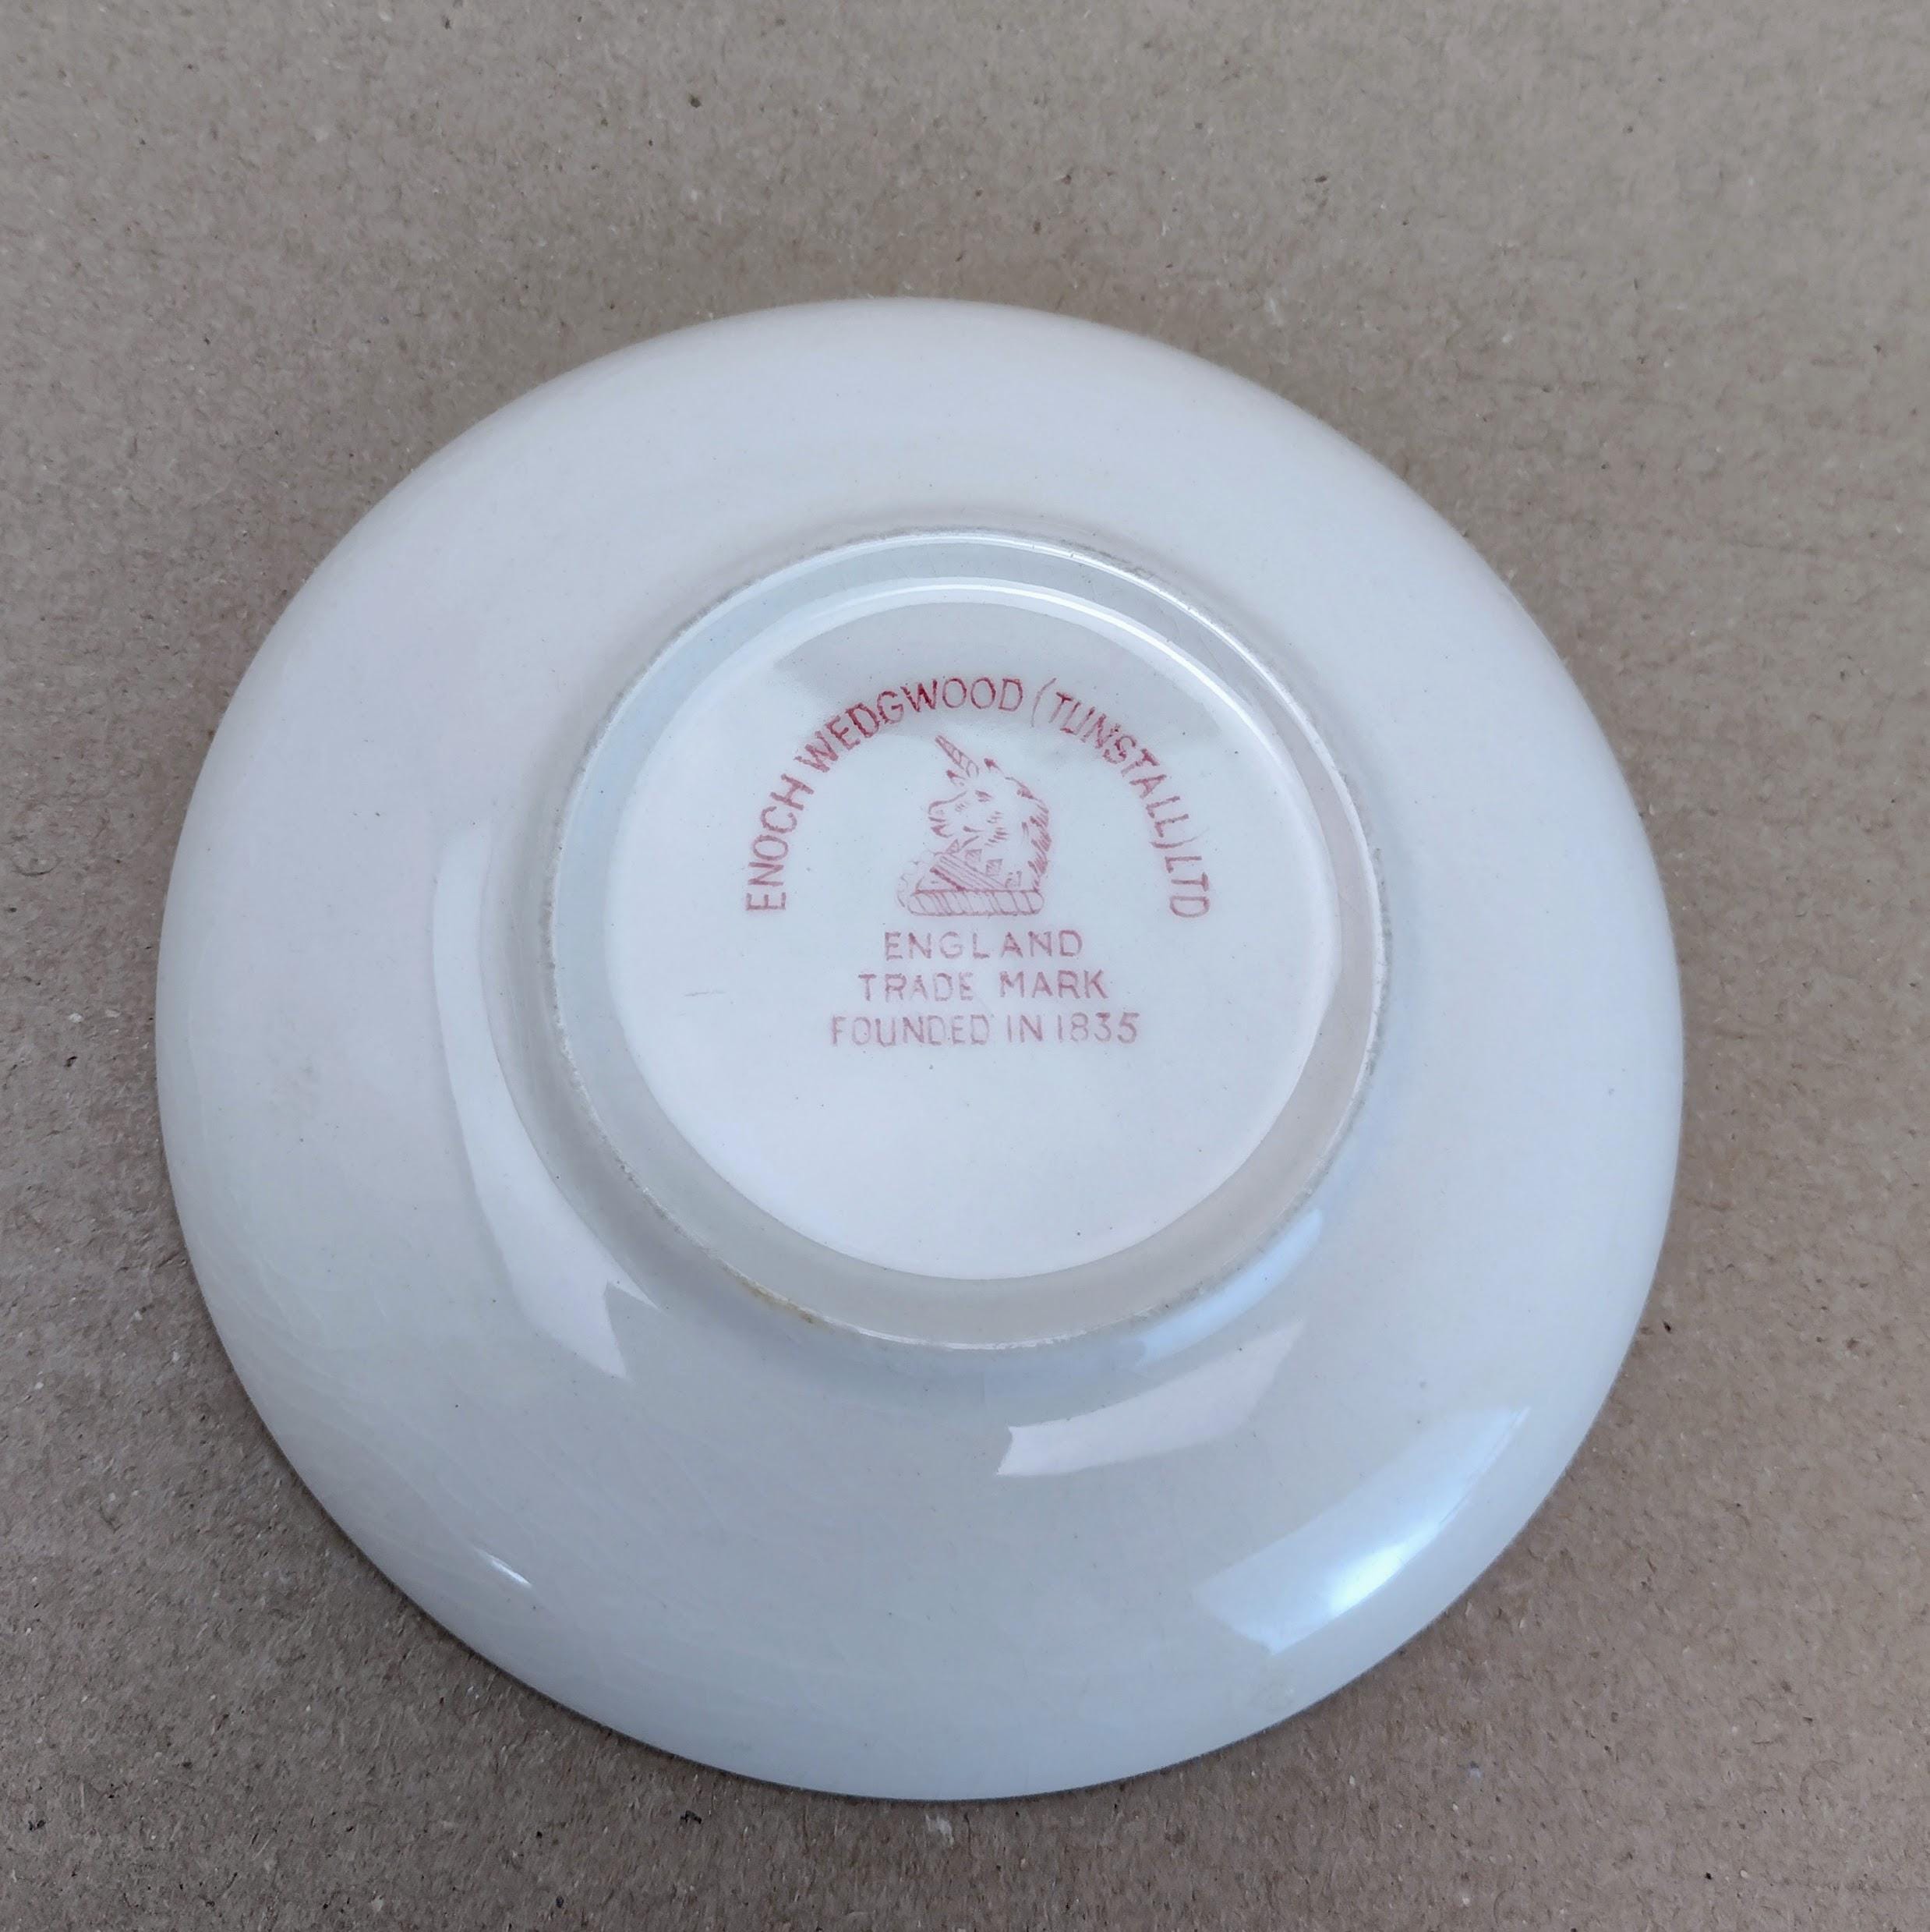 ENOCH WEDGWOOD (TUNSTALL) LTD
ENGLAND
TRADE MARK
FOUNDED IN 1835